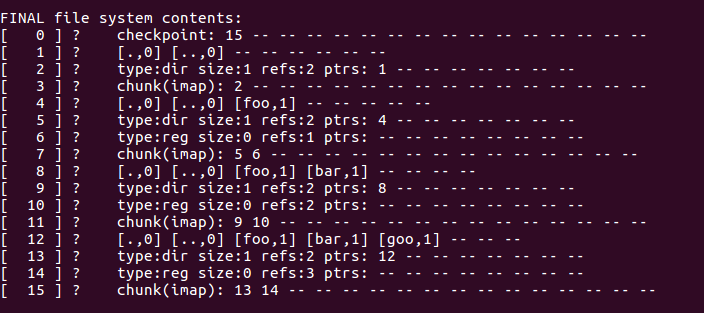 FINAL file system contents:
[   0 ] ?    checkpoint: 15 -- -- -- -- -- -- -- -- -- -- -- -- -- -- --
[   1 ] ?    [.,0] [..,0] -- -- -- -- -- --
[   2 ] ?    type:dir size:1 refs:2 ptrs: 1 -- -- -- -- -- -- --
[   3 ] ?    chunk(imap): 2 -- -- -- -- -- -- -- -- -- -- -- -- -- -- --
[   4 ] ?    [.,0] [..,0] [foo,1] -- -- -- -- --
[   5 ] ?    type:dir size:1 refs:2 ptrs: 4 -- -- -- -- -- -- --
[   6 ] ?    type:reg size:0 refs:1 ptrs: -- -- -- -- -- -- -- --
[   7 ] ?    chunk(imap): 5 6 -- -- -- -- -- -- -- -- -- -- -- -- -- --
[   8 ] ?    [.,0] [..,0] [foo,1] [bar,1] -- -- -- --
[   9 ] ?    type:dir size:1 refs:2 ptrs: 8 -- -- -- -- -- -- --
[  10 ] ?    type:reg size:0 refs:2 ptrs: -- -- -- -- -- -- -- --
[  11 ] ?    chunk(imap): 9 10 -- -- -- -- -- -- -- -- -- -- -- -- -- --
[  12 ] ?    [.,0] [..,0] [foo,1] [bar,1] [goo,1] -- -- --
[  13 ] ?    type:dir size:1 refs:2 ptrs: 12 -- -- -- -- -- -- --
[  14 ] ?    type:reg size:0 refs:3 ptrs: -- -- -- -- -- -- -- --
[  15 ] ?    chunk(imap): 13 14 -- -- -- -- -- -- -- -- -- -- -- -- -- --